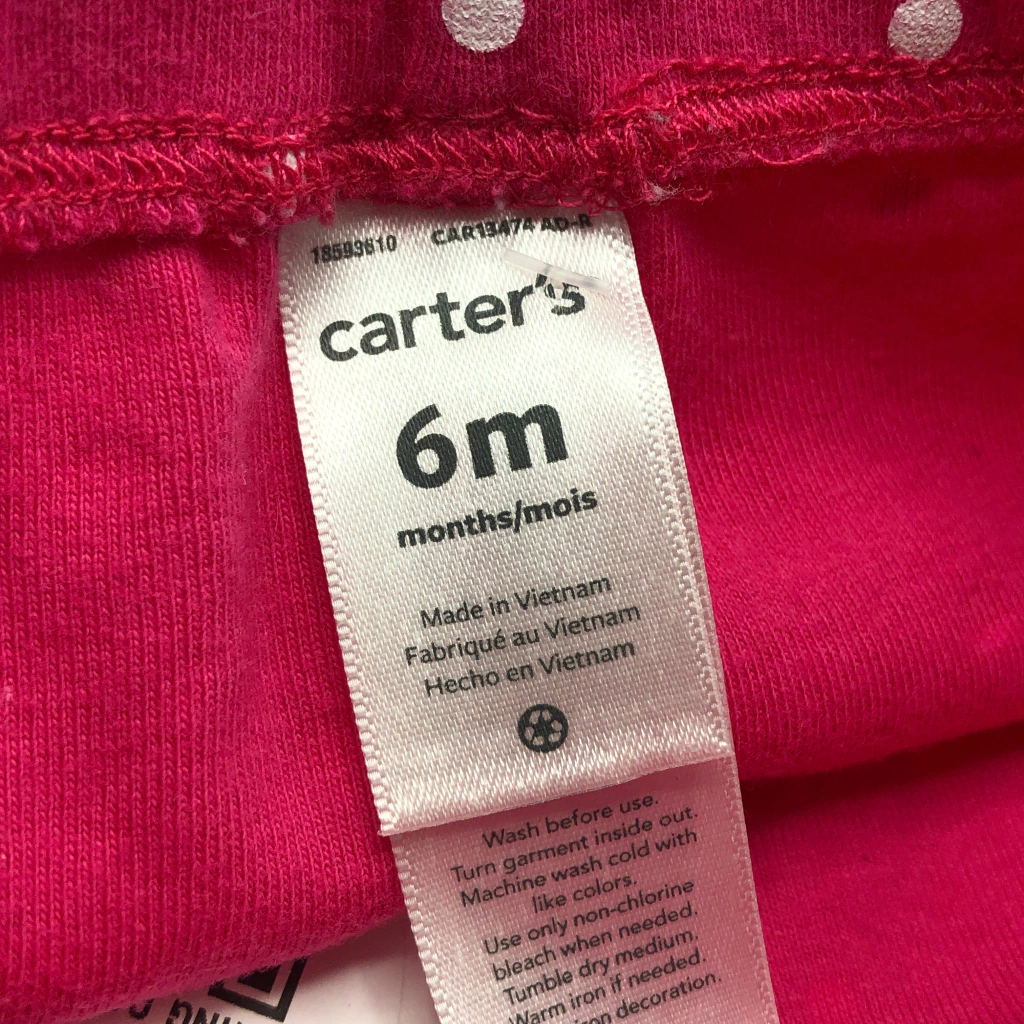 18593610 CAR13474 AD-R
carter's
6m
months/mois
Made in Vietnam
Fabriqué au Vietnam
Hecho en Vietnam
Wash before use.
Turn garment inside out.
Machine wash cold with
like colors.
Use only non-chlorine
bleach when needed.
Tumble dry medium.
Warm iron if needed.
iron decoration.